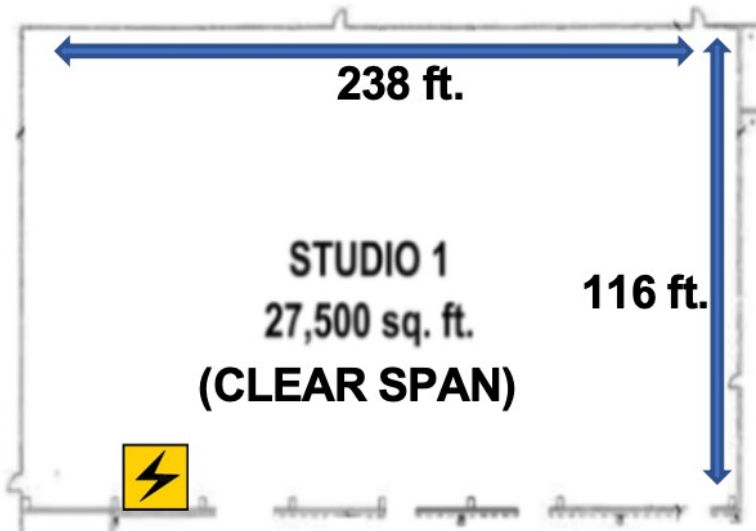 238 ft.
STUDIO 1
116 ft.
27,500 sq. ft.
(CLEAR SPAN)